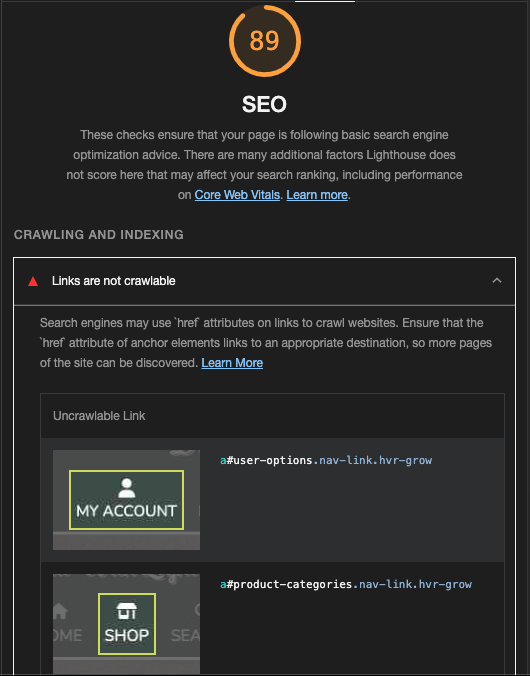 89
SEO
These checks ensure that your page is following basic search engine
optimization advice. There are many additional factors Lighthouse does
not score here that may affect your search ranking, including performance
on Core Web Vitals. Learn more.
CRAWLING AND INDEXING
Links are not crawlable
Search engines may use `href` attributes on links to crawl websites. Ensure that the
`href` attribute of anchor elements links to an appropriate destination, so more pages
of the site can be discovered. Learn More
Uncrawlable Link
a#user-options.nav-link.hvr-grow
MY ACCOUNT
a#product-categories.nav-link.hvr-grow
OME SHOP SEA